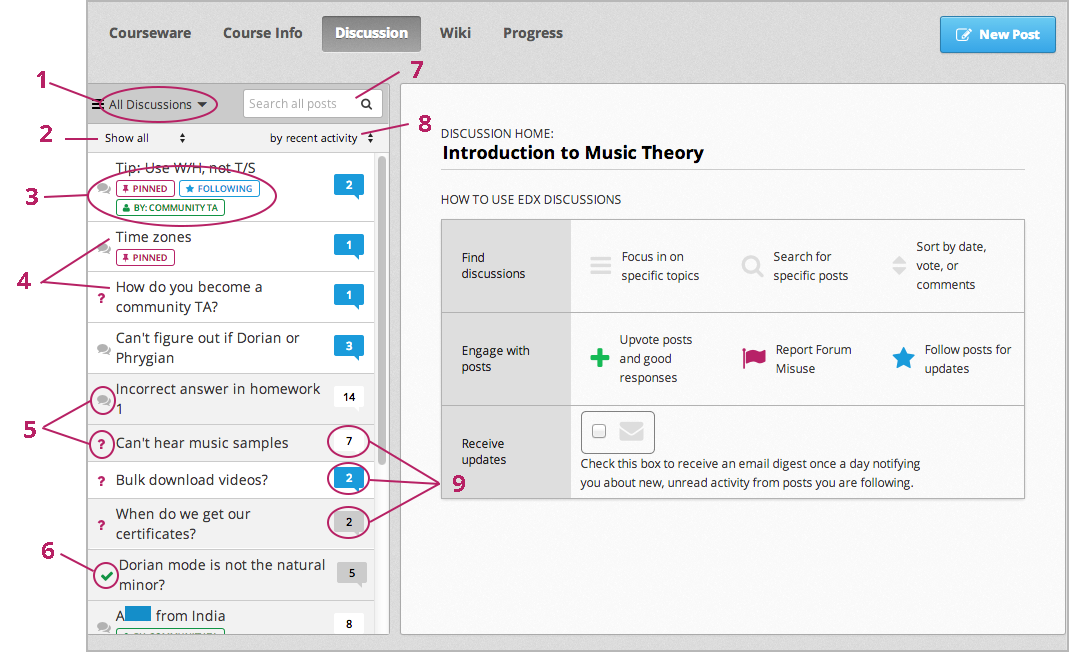 Courseware Course Info Discussion Wiki Progress
New Post
1
All Discussions
Search all posts
7
2
Show all
by recent activity
8
3
Tip: Use W/H, not T/S
PINNED
FOLLOWING
BY: COMMUNITY TA
2
4
Time zones
PINNED
1
? How do you become a
community TA?
1
Can't figure out if Dorian or
Phrygian
3
5
Incorrect answer in homework
1
14
? Can't hear music samples
7
? Bulk download videos?
2
9
? When do we get our
certificates?
2
6
Dorian mode is not the natural
minor?
5
A from India
8
DISCUSSION HOME:
Introduction to Music Theory
HOW TO USE EDX DISCUSSIONS
Find
discussions
Focus in on
specific topics
Search for
specific posts
Sort by date,
vote, or
comments
Engage with
posts
Upvote posts
and good
responses
Report Forum
Misuse
Follow posts for
updates
Receive
updates
Check this box to receive an email digest once a day notifying
you about new, unread activity from posts you are following.